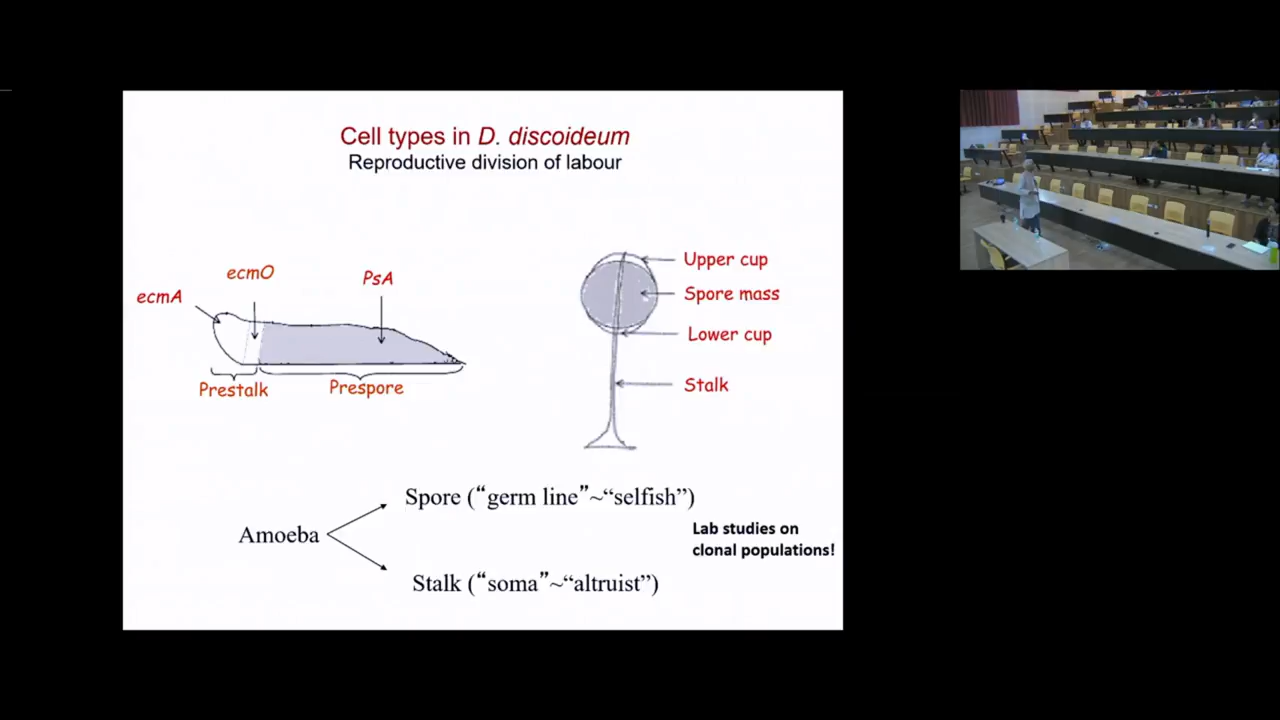 Cell types in D. discoideum
Reproductive division of labour
ecmA
ecmO
PsA
Prestalk
Prespore
Upper cup
Spore mass
Lower cup
Stalk
Amoeba
Spore (“germ line”~“selfish”)
Stalk (“soma”~“altruist”)
Lab studies on
clonal populations!